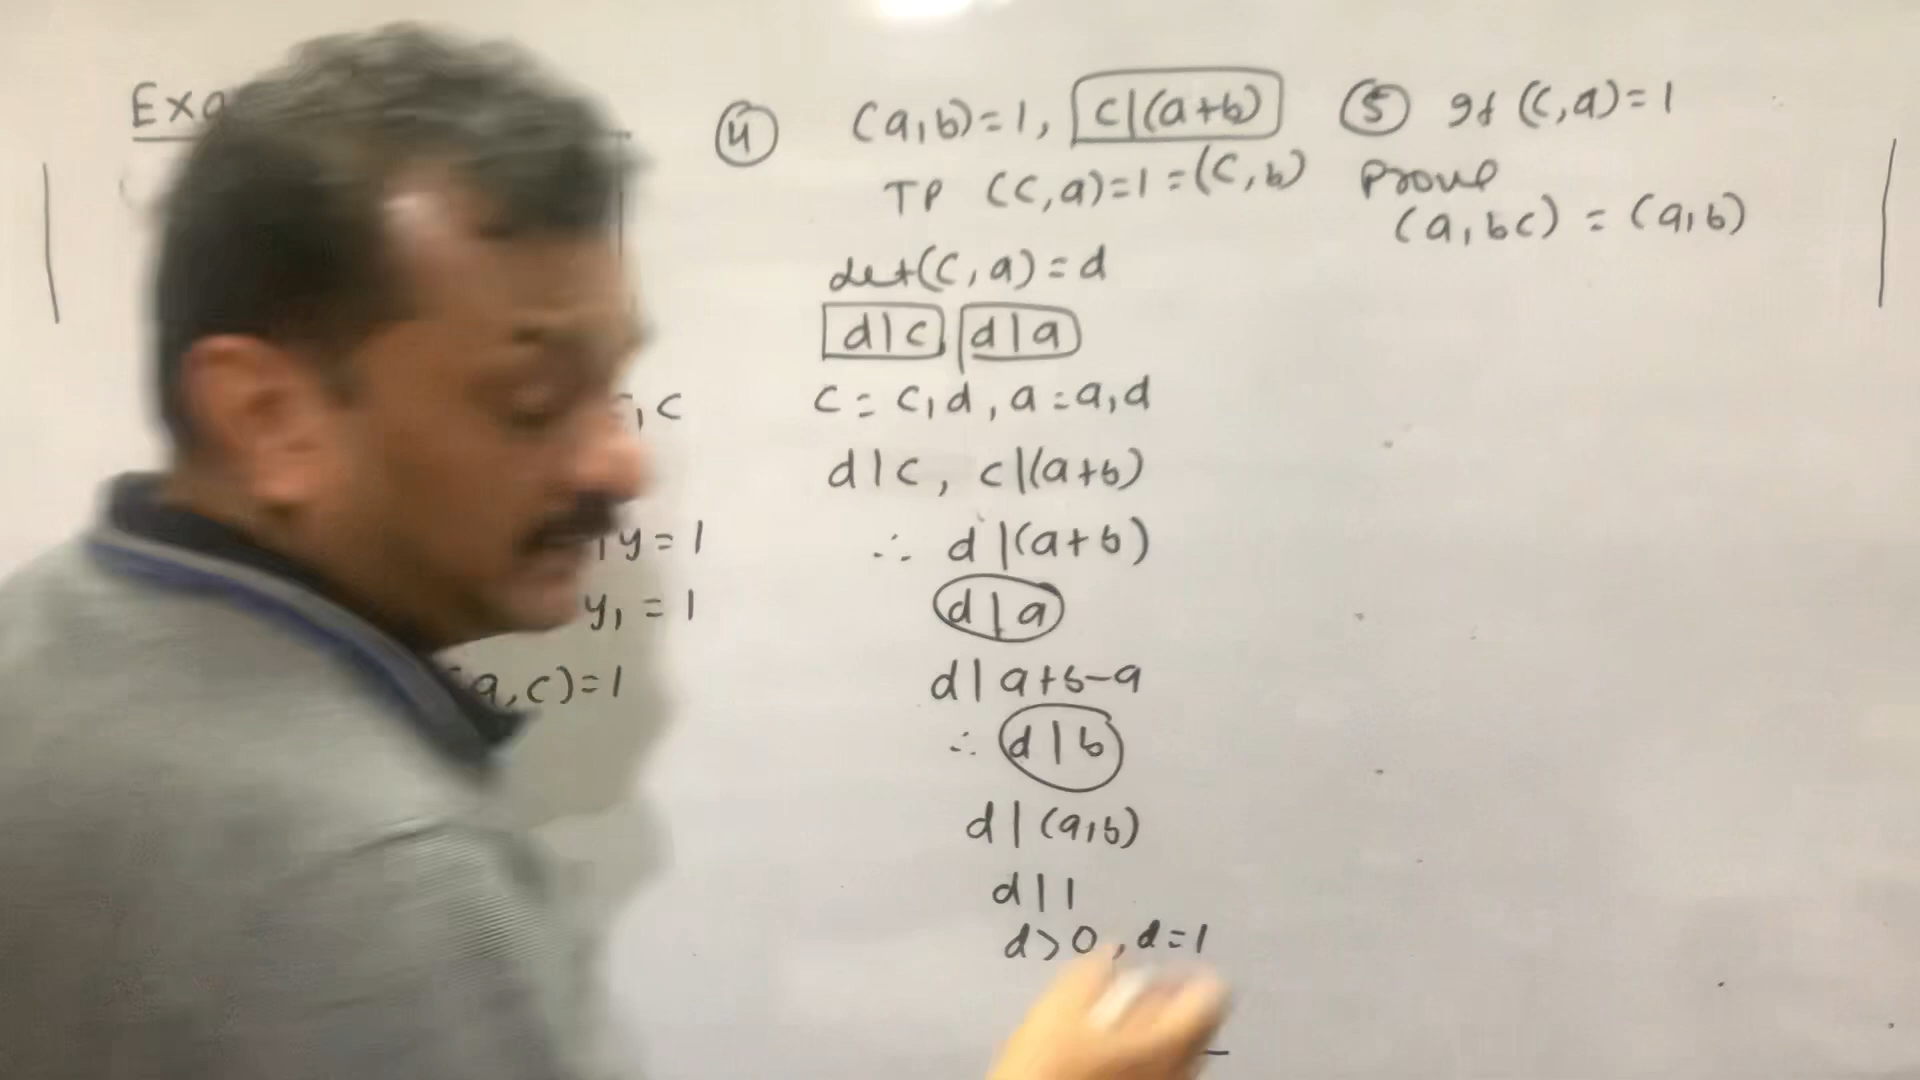 Exa
, c
y = 1
y₁ = 1
(a, c) = 1
④ (a, b) = 1, c|(a+b)
TP (c, a) = 1 = (c, b)
Let (c, a) = d
d|c d|a
c = c₁d, a = a₁d
d|c, c|(a+b)
∴ d|(a+b)
d|a
d|a+b-a
∴ d|b
d|(a,b)
d|1
d>0, d=1
⑤ If (c, a) = 1
Prove
(a, bc) = (a, b)